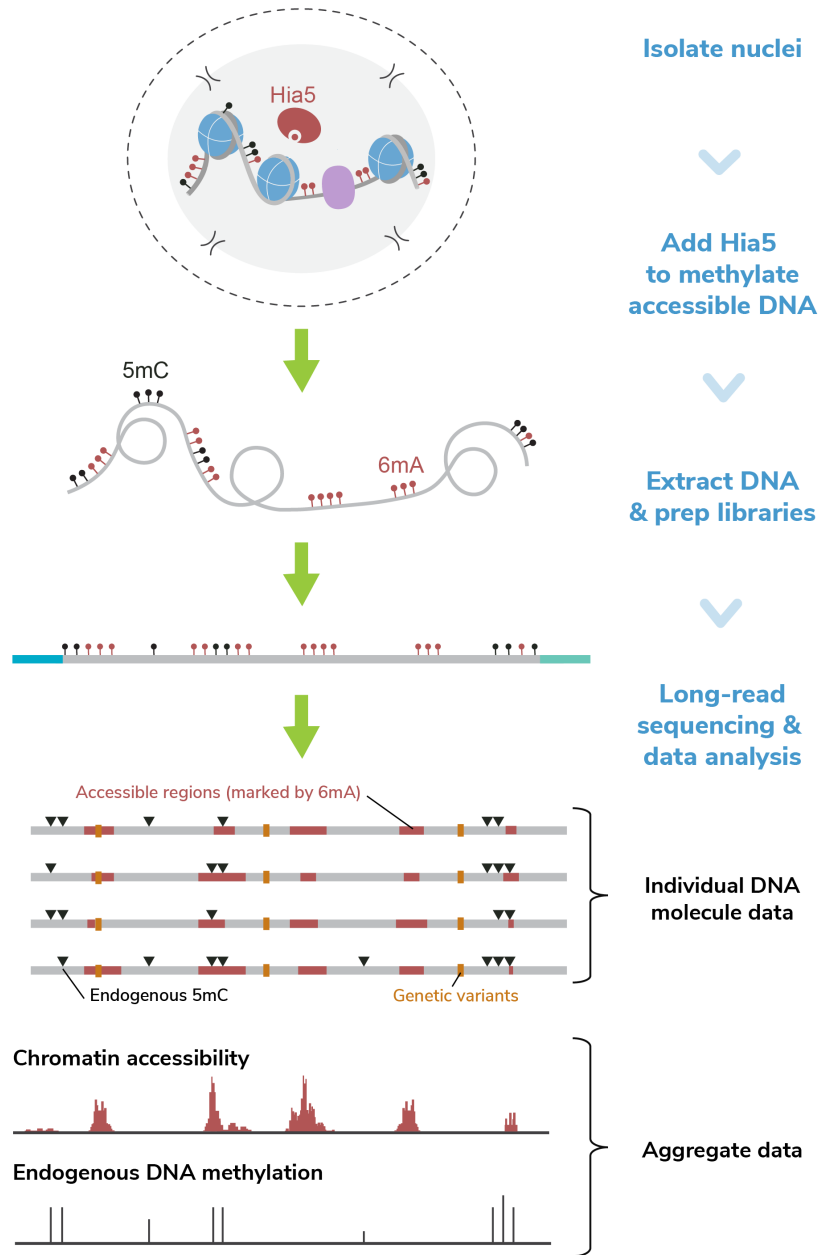 Isolate nuclei
Hia5
Add Hia5
to methylate
accessible DNA
5mC
6mA
Extract DNA
& prep libraries
Long-read
sequencing &
data analysis
Accessible regions (marked by 6mA)
Individual DNA
molecule data
Endogenous 5mC
Genetic variants
Chromatin accessibility
Aggregate data
Endogenous DNA methylation